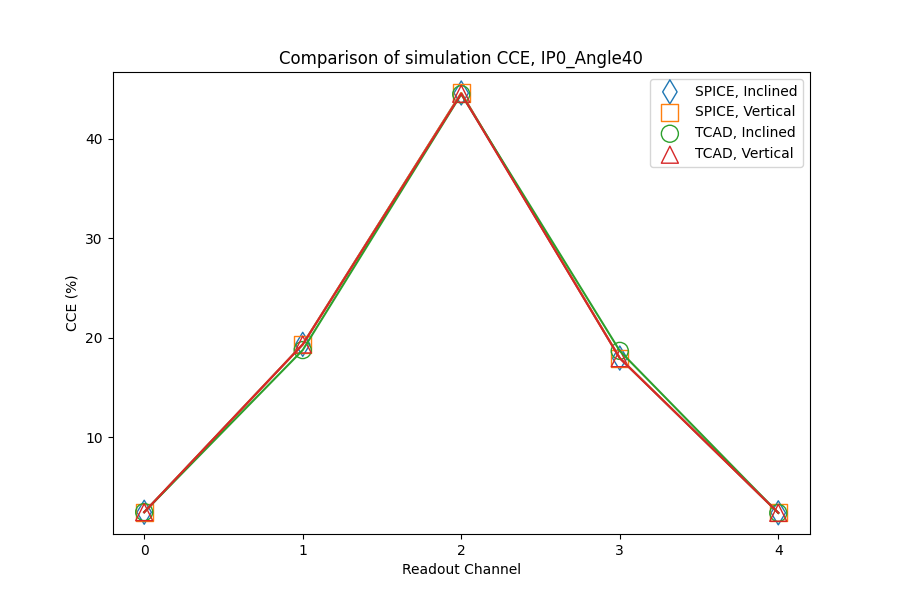 Comparison of simulation CCE, IP0_Angle40
SPICE, Inclined
SPICE, Vertical
TCAD, Inclined
TCAD, Vertical
40
30
20
10
CCE (%)
0 1 2 3 4
Readout Channel